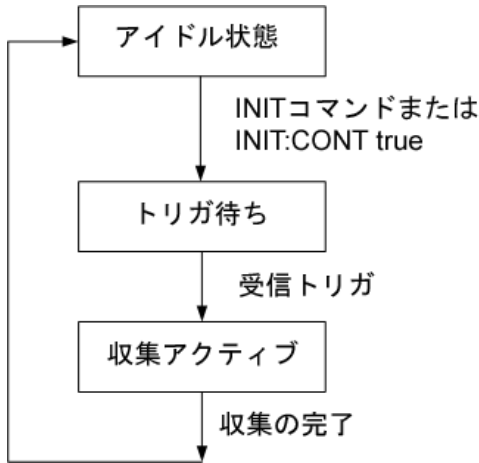 アイドル状態
INITコマンドまたは
INIT:CONT true
トリガ待ち
受信トリガ
収集アクティブ
収集の完了